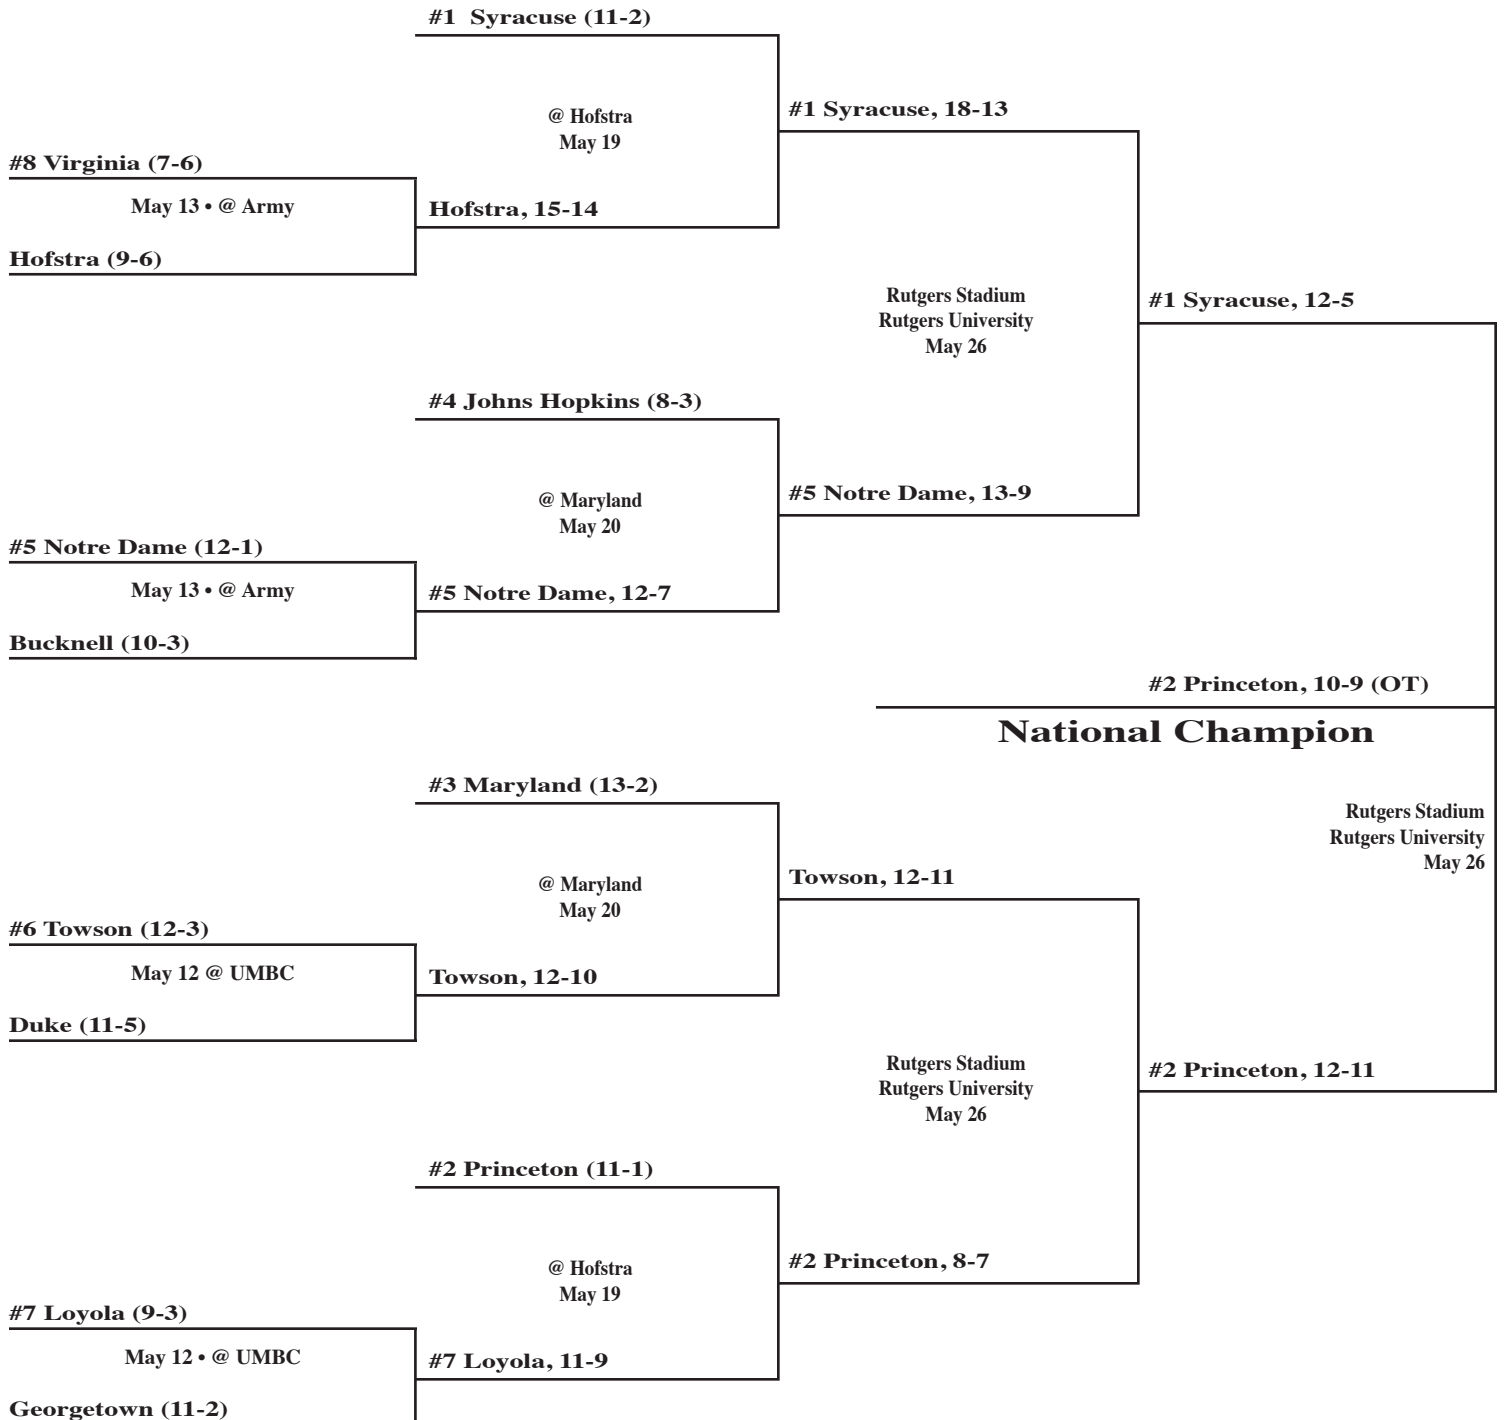 #1 Syracuse (11-2)
@ Hofstra
May 19
#1 Syracuse, 18-13
#8 Virginia (7-6)
May 13 • @ Army
Hofstra, 15-14
Hofstra (9-6)
Rutgers Stadium
Rutgers University
May 26
#1 Syracuse, 12-5
#4 Johns Hopkins (8-3)
@ Maryland
May 20
#5 Notre Dame, 13-9
#5 Notre Dame (12-1)
May 13 • @ Army
#5 Notre Dame, 12-7
Bucknell (10-3)
#2 Princeton, 10-9 (OT)
National Champion
#3 Maryland (13-2)
Rutgers Stadium
Rutgers University
May 26
@ Maryland
May 20
Towson, 12-11
#6 Towson (12-3)
May 12 @ UMBC
Towson, 12-10
Duke (11-5)
Rutgers Stadium
Rutgers University
May 26
#2 Princeton, 12-11
#2 Princeton (11-1)
@ Hofstra
May 19
#2 Princeton, 8-7
#7 Loyola (9-3)
May 12 • @ UMBC
#7 Loyola, 11-9
Georgetown (11-2)